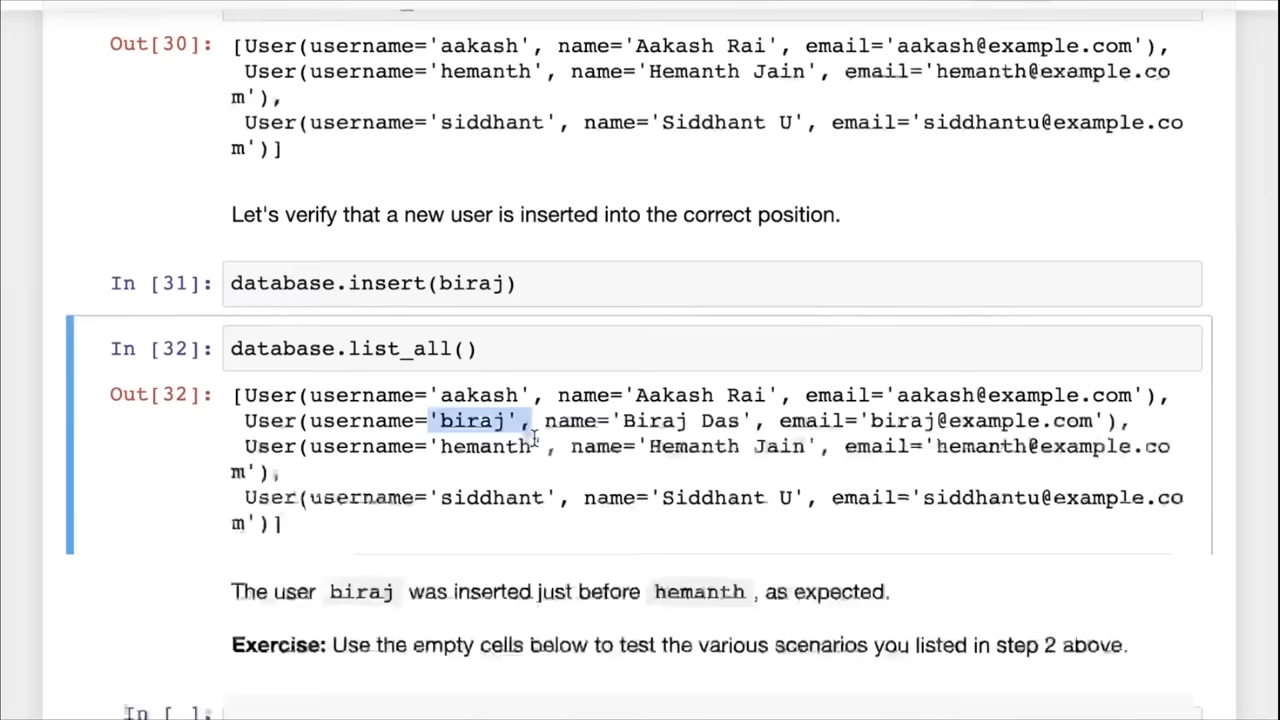 Out[30]: [User(username='aakash', name='Aakash Rai', email='aakash@example.com'),
User(username='hemanth', name='Hemanth Jain', email='hemanth@example.co
m'),
User(username='siddhant', name='Siddhant U', email='siddhantu@example.co
m')]
Let's verify that a new user is inserted into the correct position.
In [31]: database.insert(biraj)
In [32]: database.list_all()
Out[32]: [User(username='aakash', name='Aakash Rai', email='aakash@example.com'),
User(username='biraj', name='Biraj Das', email='biraj@example.com'),
User(username='hemanth', name='Hemanth Jain', email='hemanth@example.co
m'),
User(username='siddhant', name='Siddhant U', email='siddhantu@example.co
m')]
The user biraj was inserted just before hemanth, as expected.
Exercise: Use the empty cells below to test the various scenarios you listed in step 2 above.
In [ ]: